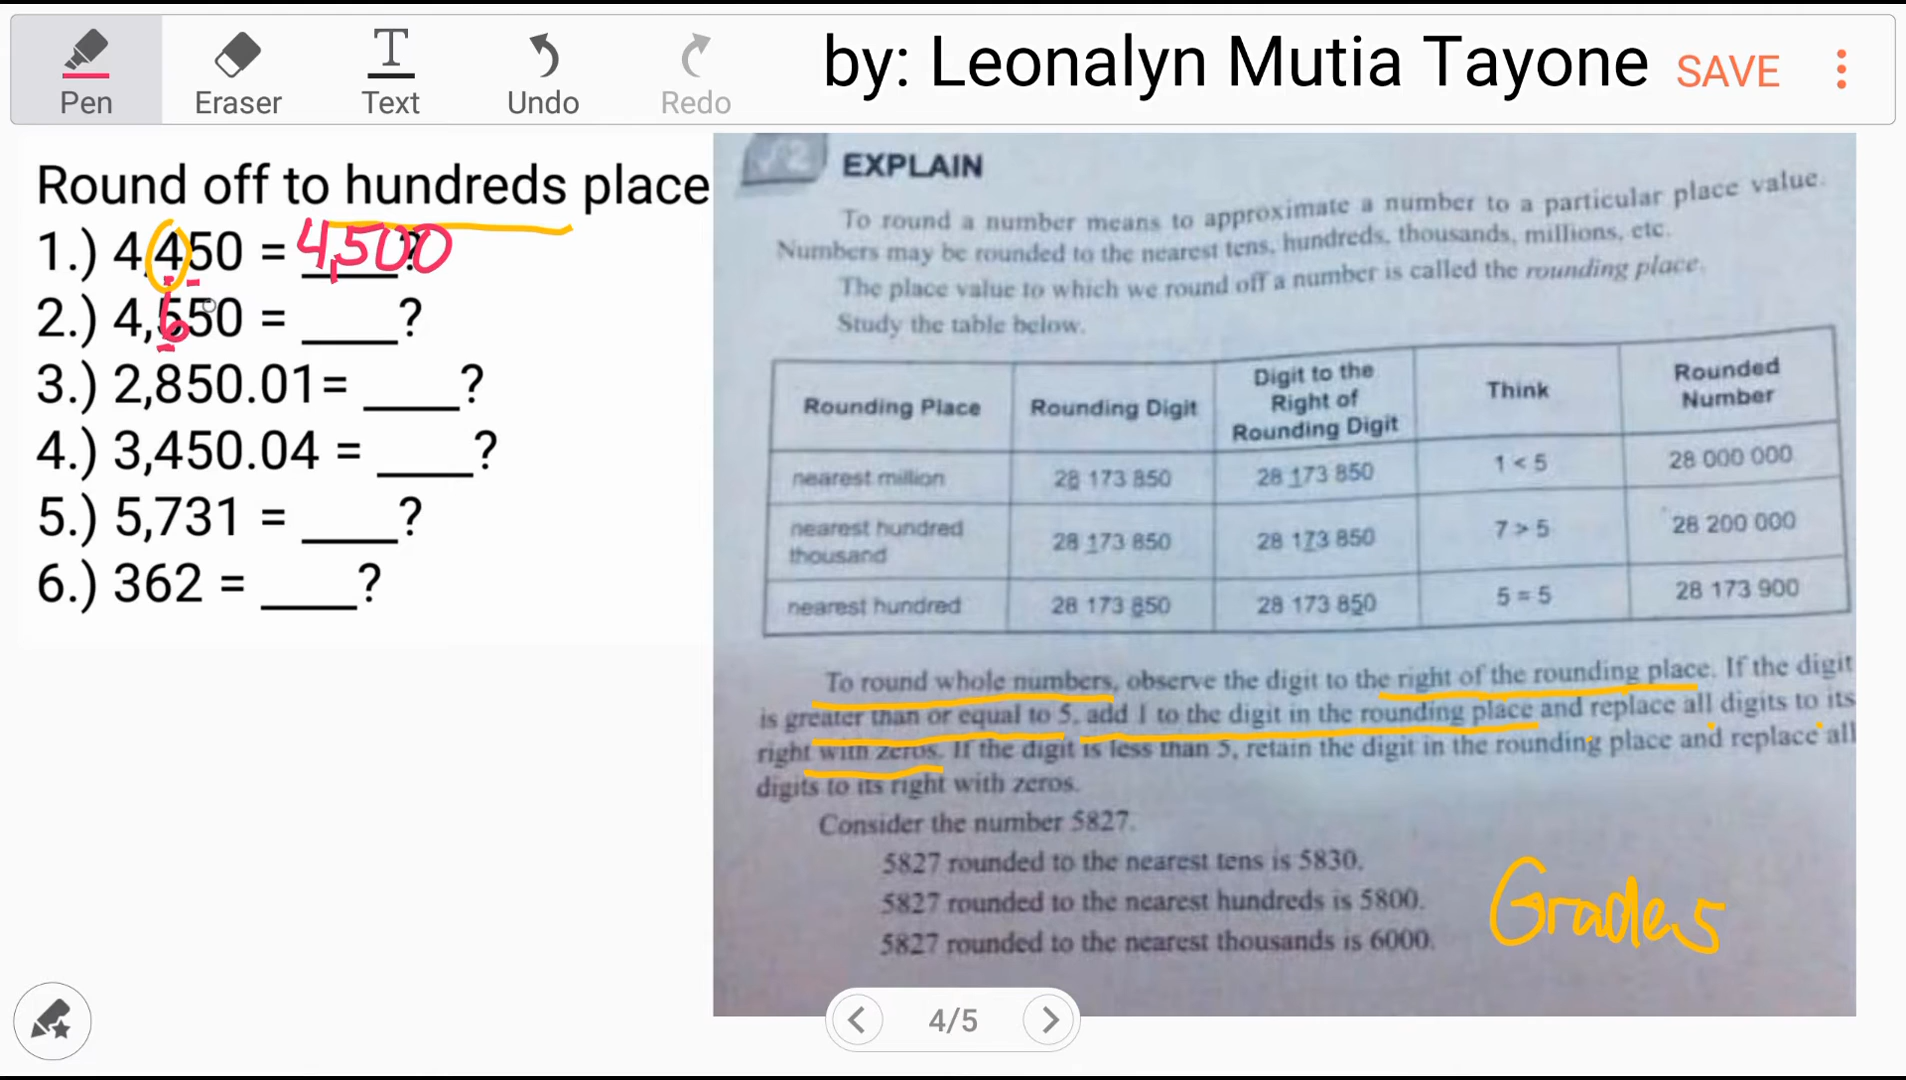 Pen
Eraser
Text
Undo
Redo
by: Leonalyn Mutia Tayone
SAVE
Round off to hundreds place
1.) 4,450 = 4,500 ?
2.) 4,550 = ____?
6
3.) 2,850.01= ____?
4.) 3,450.04 = ____?
5.) 5,731 = ____?
6.) 362 = ____?
EXPLAIN
To round a number means to approximate a number to a particular place value.
Numbers may be rounded to the nearest tens, hundreds, thousands, millions, etc.
The place value to which we round off a number is called the rounding place.
Study the table below.
Rounding Place Rounding Digit Digit to the Right of Rounding Digit Think Rounded Number
nearest million 28 173 850 28 173 850 1 < 5 28 000 000
nearest hundred thousand 28 173 850 28 173 850 7 > 5 28 200 000
nearest hundred 28 173 850 28 173 850 5 = 5 28 173 900
To round whole numbers, observe the digit to the right of the rounding place. If the digit
is greater than or equal to 5, add 1 to the digit in the rounding place and replace all digits to its
right with zeros. If the digit is less than 5, retain the digit in the rounding place and replace all
digits to its right with zeros.
Consider the number 5827.
5827 rounded to the nearest tens is 5830.
5827 rounded to the nearest hundreds is 5800.
5827 rounded to the nearest thousands is 6000.
Grade 5
4/5